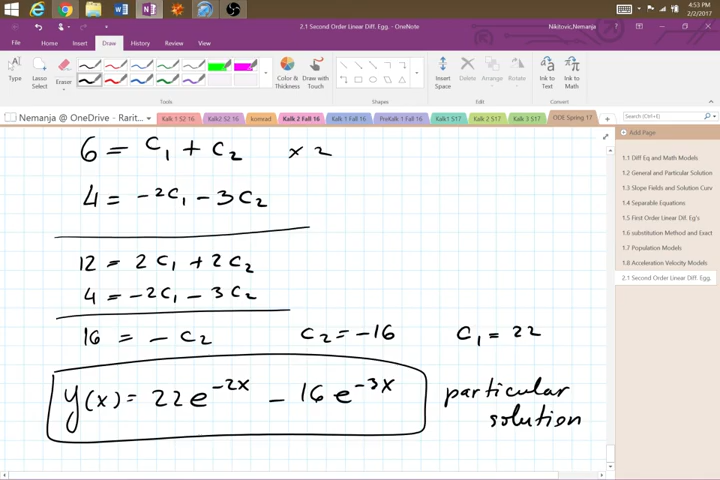 2.1 Second Order Linear Diff. Egg. - OneNote
4:53 PM
2/2/2017
Nikitovic,Nemanja
File Home Insert Draw History Review View
Type
Lasso Select
Eraser
Color & Thickness
Draw with Touch
Insert Space
Delete
Arrange
Rotate
Ink to Text
Ink to Math
Tools
Shapes
Edit
Convert
Nemanja @ OneDrive - Rarit...
Kalk 1 S2 16 Kalk2 S2 16 konrad Kalk 2 Fall 16 Kalk 1 Fall 16 PreKalk 1 Fall 16 Kalk1 S17 Kalk 2 S17 Kalk 3 S17 ODE Spring 17 +
Search (Ctrl+E)
Add Page
1.1 Diff Eq and Math Models
1.2 General and Particular Solution
1.3 Slope Fields and Solution Curv
1.4 Separable Equations
1.5 First Order Linear Dif. Eg's
1.6 substitution Method and Exact
1.7 Population Models
1.8 Acceleration Velocity Models
2.1 Second Order Linear Diff. Egg.
6 = C₁ + C₂ x 2
4 = -2C₁ - 3C₂
12 = 2C₁ + 2C₂
4 = -2C₁ - 3C₂
16 = - C₂ C₂ = -16 C₁ = 22
y(x) = 22e^-2x - 16e^-3x particular
solution